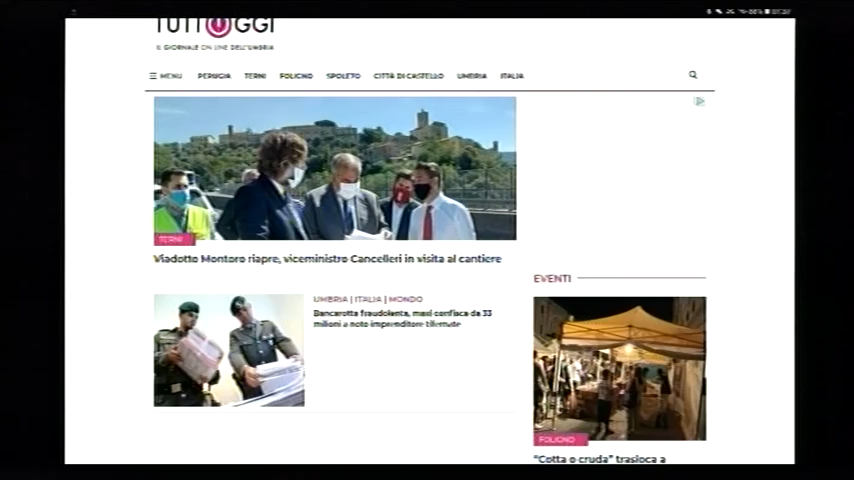 TUTTOGGI
IL GIORNALE ON LINE DELL'UMBRIA
MENU PERUGIA TERNI FOLIGNO SPOLETO CITTÀ DI CASTELLO UMBRIA ITALIA
TERNI
Viadotto Montoro riapre, viceministro Cancelleri in visita al cantiere
UMBRIA | ITALIA | MONDO
Bancarotta fraudolenta, maxi confisca da 33
milioni a noto imprenditore tifernate
EVENTI
FOLIGNO
“Cotta o cruda” trasloca a